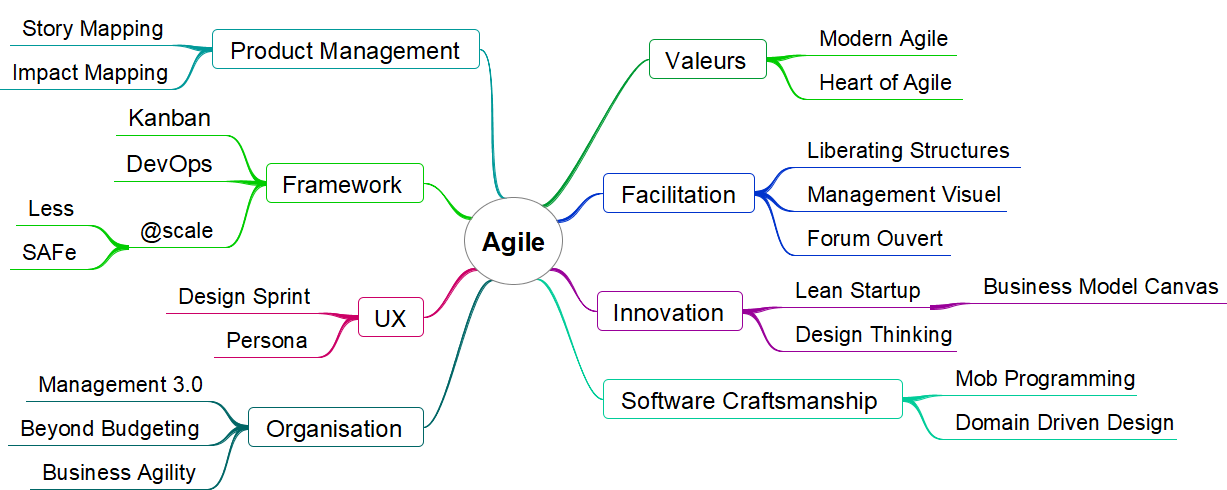 Agile
Product Management
Story Mapping
Impact Mapping
Framework
Kanban
DevOps
@scale
Less
SAFe
UX
Design Sprint
Persona
Organisation
Management 3.0
Beyond Budgeting
Business Agility
Valeurs
Modern Agile
Heart of Agile
Facilitation
Liberating Structures
Management Visuel
Forum Ouvert
Innovation
Lean Startup
Business Model Canvas
Design Thinking
Software Craftsmanship
Mob Programming
Domain Driven Design